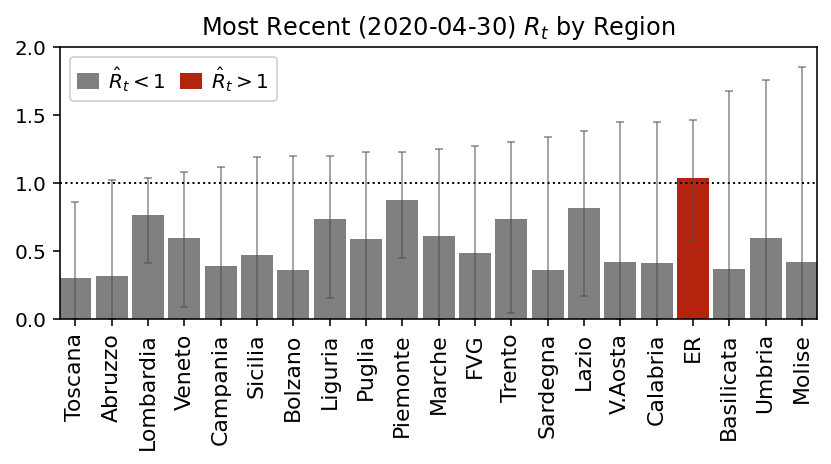 Most Recent (2020-04-30) $R_t$ by Region
2.0
1.5
1.0
0.5
0.0
$\hat{R}_t < 1$ $\hat{R}_t > 1$
Toscana
Abruzzo
Lombardia
Veneto
Campania
Sicilia
Bolzano
Liguria
Puglia
Piemonte
Marche
FVG
Trento
Sardegna
Lazio
V.Aosta
Calabria
ER
Basilicata
Umbria
Molise